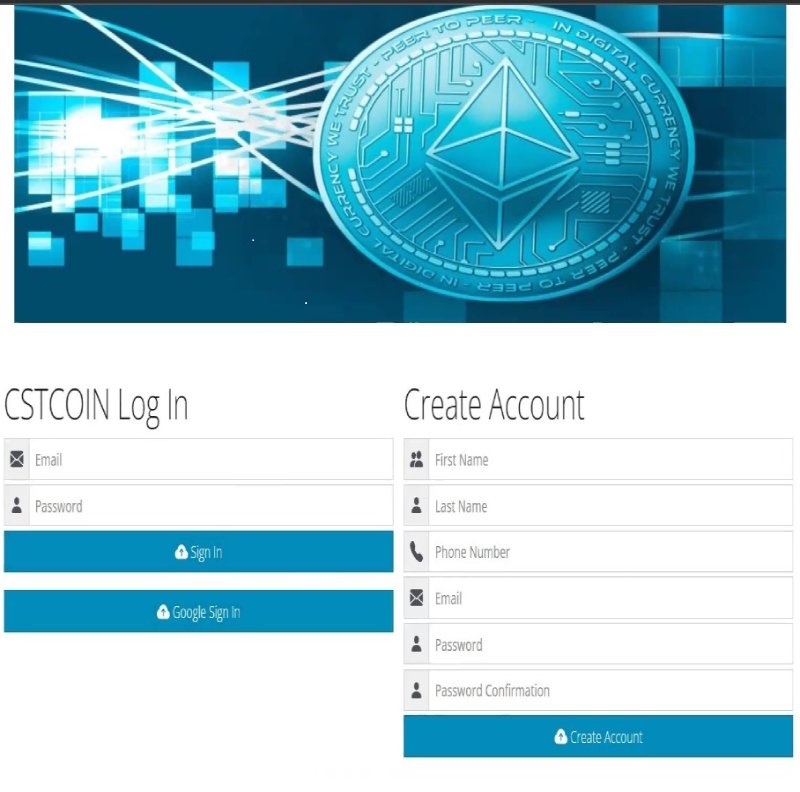 IN DIGITAL CURRENCY WE TRUST - PEER TO PEER - IN DIGITAL CURRENCY WE TRUST - PEER TO PEER -
CSTCOIN Log In
Email
Password
Sign In
Google Sign In
Create Account
First Name
Last Name
Phone Number
Email
Password
Password Confirmation
Create Account